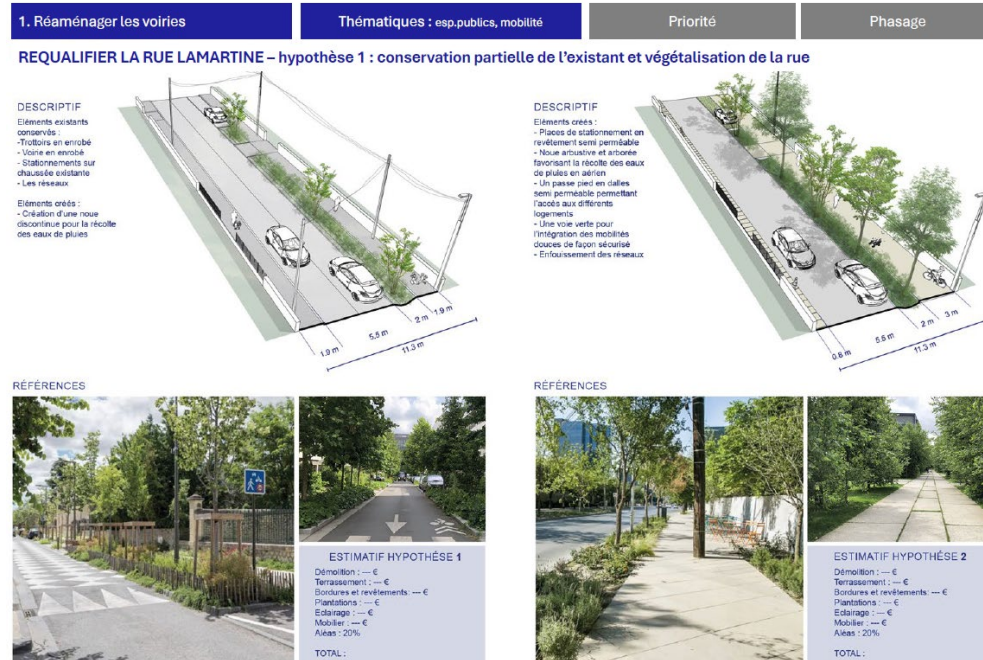 1. Réaménager les voiries
Thématiques : esp.publics, mobilité
Priorité
Phasage
REQUALIFIER LA RUE LAMARTINE – hypothèse 1 : conservation partielle de l'existant et végétalisation de la rue
DESCRIPTIF
Eléments existants
conservés :
-Trottoirs en enrobé
- Voirie en enrobé
- Stationnements sur
chaussée existante
- Les réseaux
Eléments créés :
- Création d'une noue
discontinue pour la récolte
des eaux de pluies
1.9 m
5.5 m
2 m
1.9 m
11.3 m
DESCRIPTIF
Eléments créés :
- Places de stationnement en
revêtement semi perméable
- Noue arbustive et arborée
favorisant la récolte des eaux
de pluies en aérien
- Un passe pied en dalles
semi perméable permettant
l'accès aux différents
logements
- Une voie verte pour
l'intégration des mobilités
douces de façon sécurisé
- Enfouissement des réseaux
0.8 m
5.5 m
2 m
3 m
11.3 m
RÉFÉRENCES
ESTIMATIF HYPOTHÈSE 1
Démolition : --- €
Terrassement : --- €
Bordures et revêtements: --- €
Plantations : --- €
Eclairage : --- €
Mobilier : --- €
Aléas : 20%
TOTAL :
RÉFÉRENCES
ESTIMATIF HYPOTHÈSE 2
Démolition : --- €
Terrassement : --- €
Bordures et revêtements: --- €
Plantations : --- €
Eclairage : --- €
Mobilier : --- €
Aléas : 20%
TOTAL :